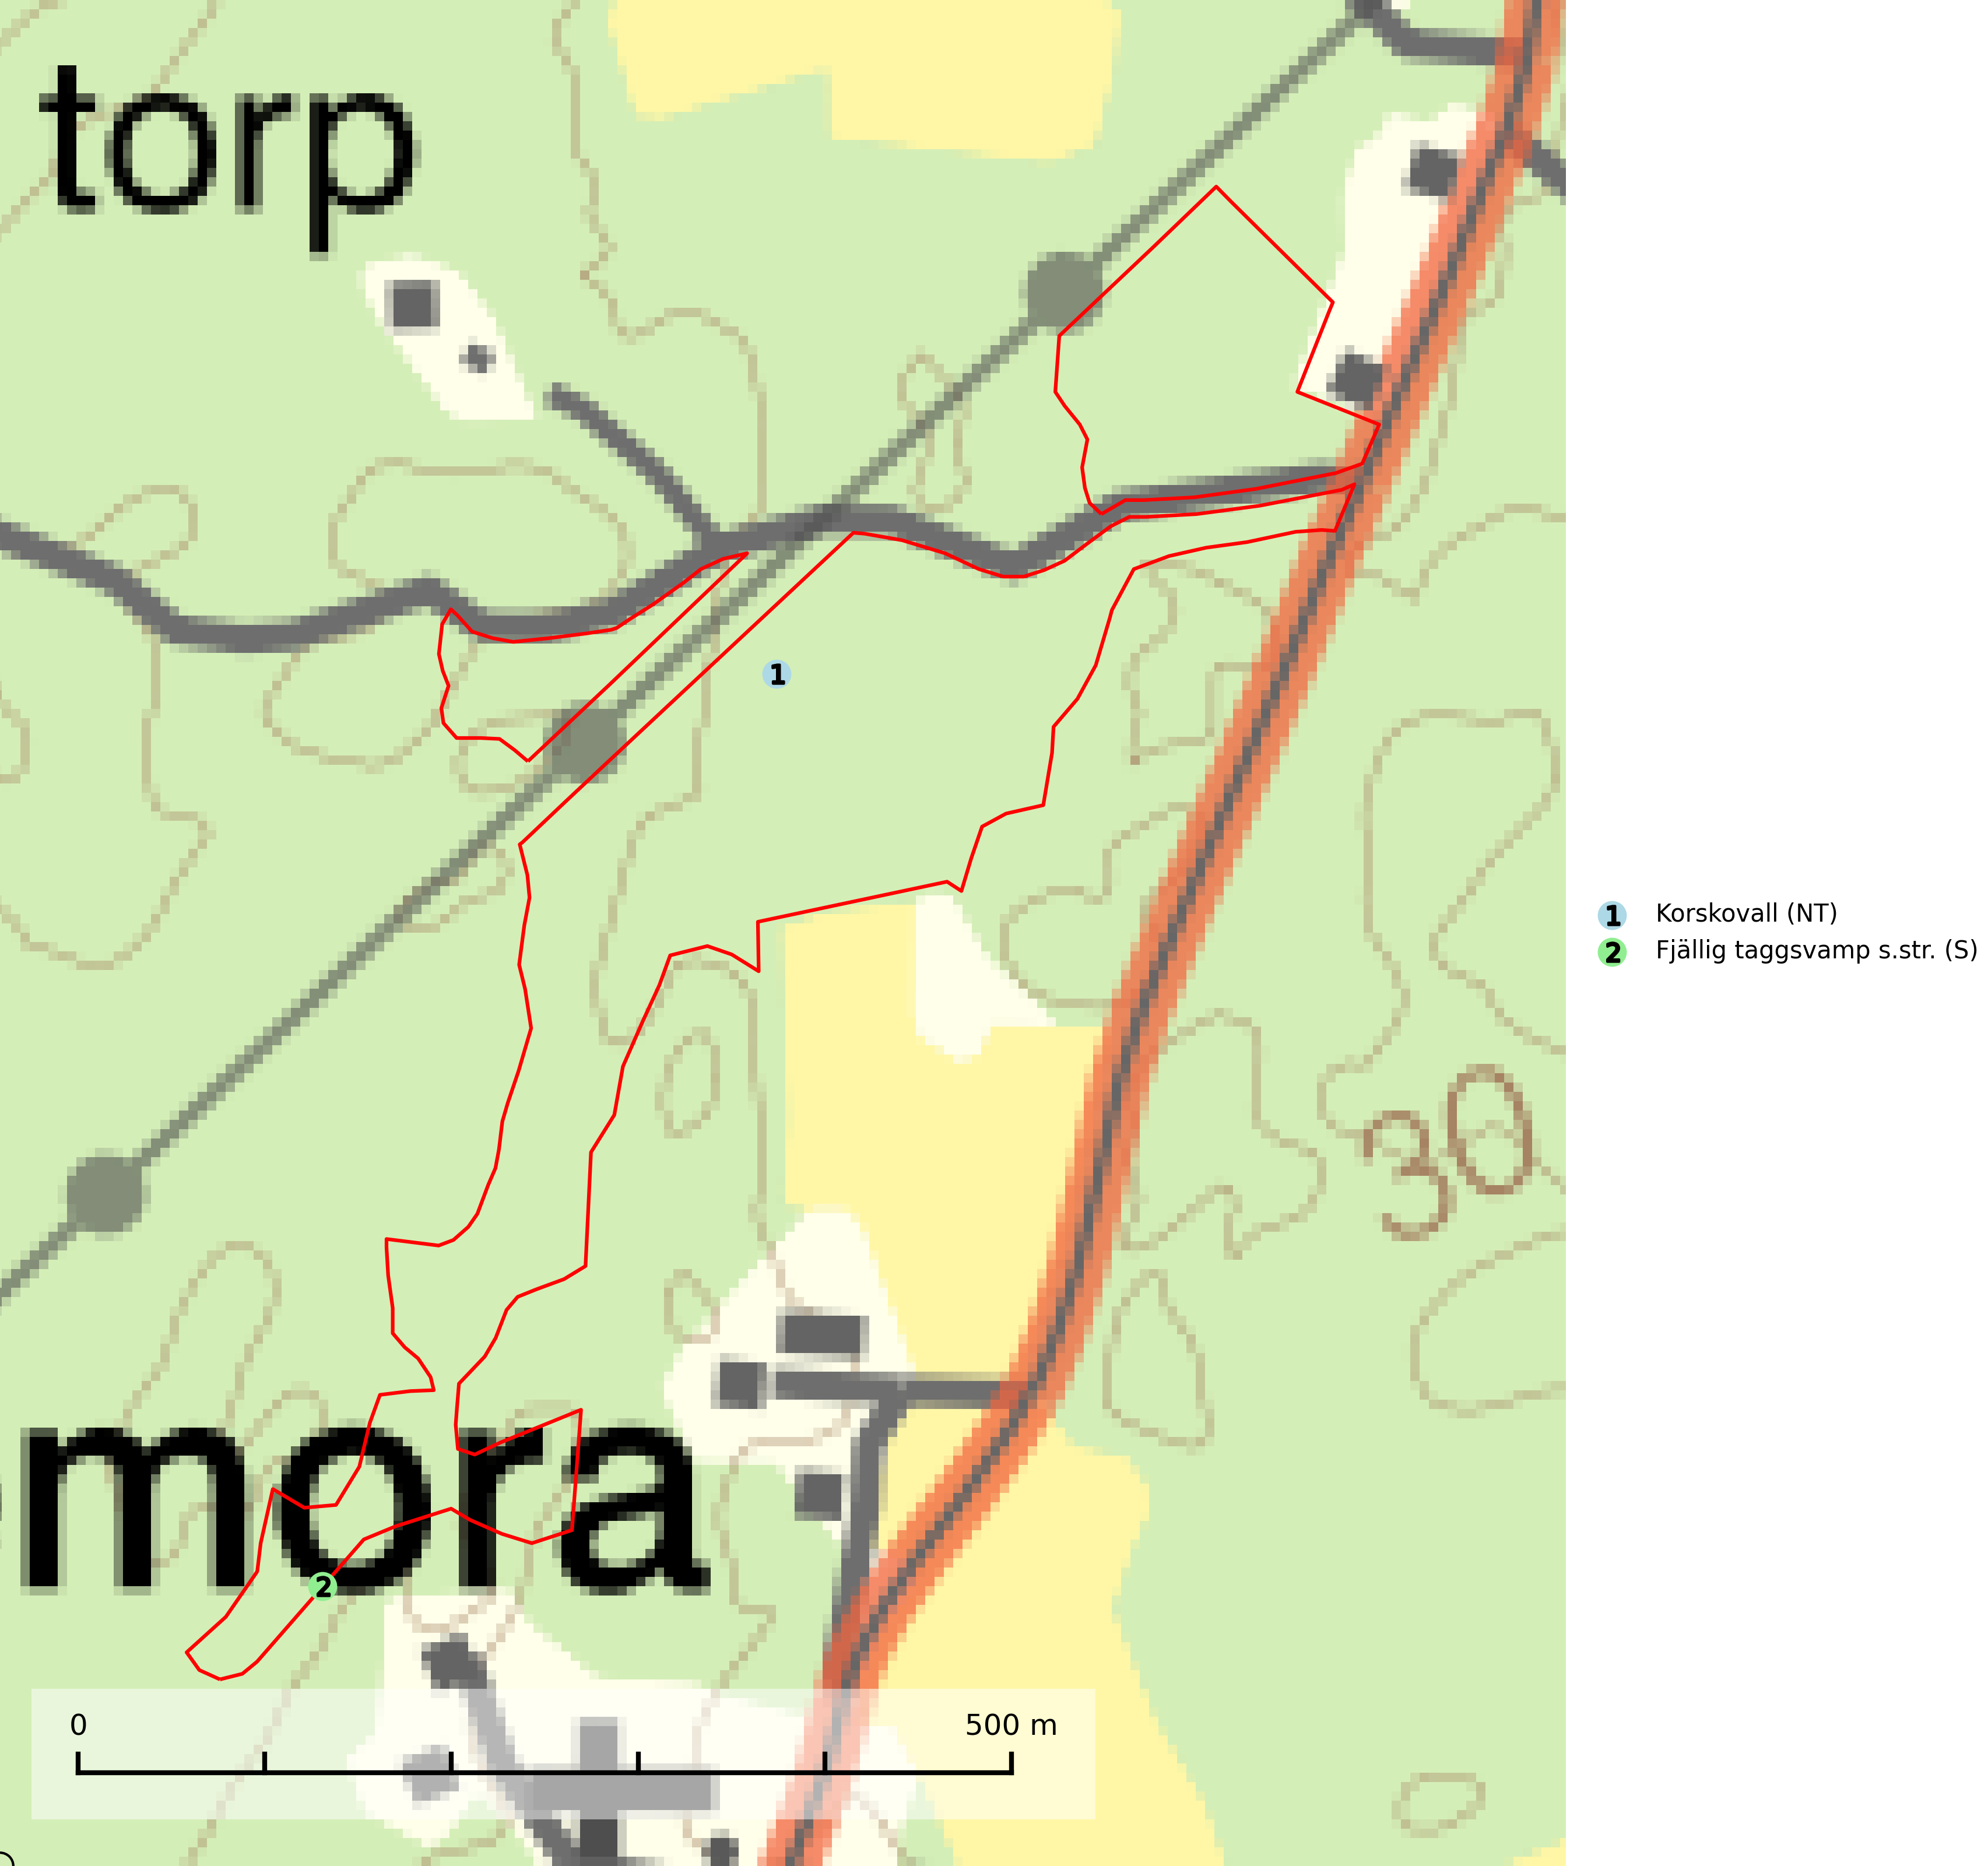 torp
1
30
mora
2
0 500 m
1 Korskovall (NT)
2 Fjällig taggsvamp s.str. (S)